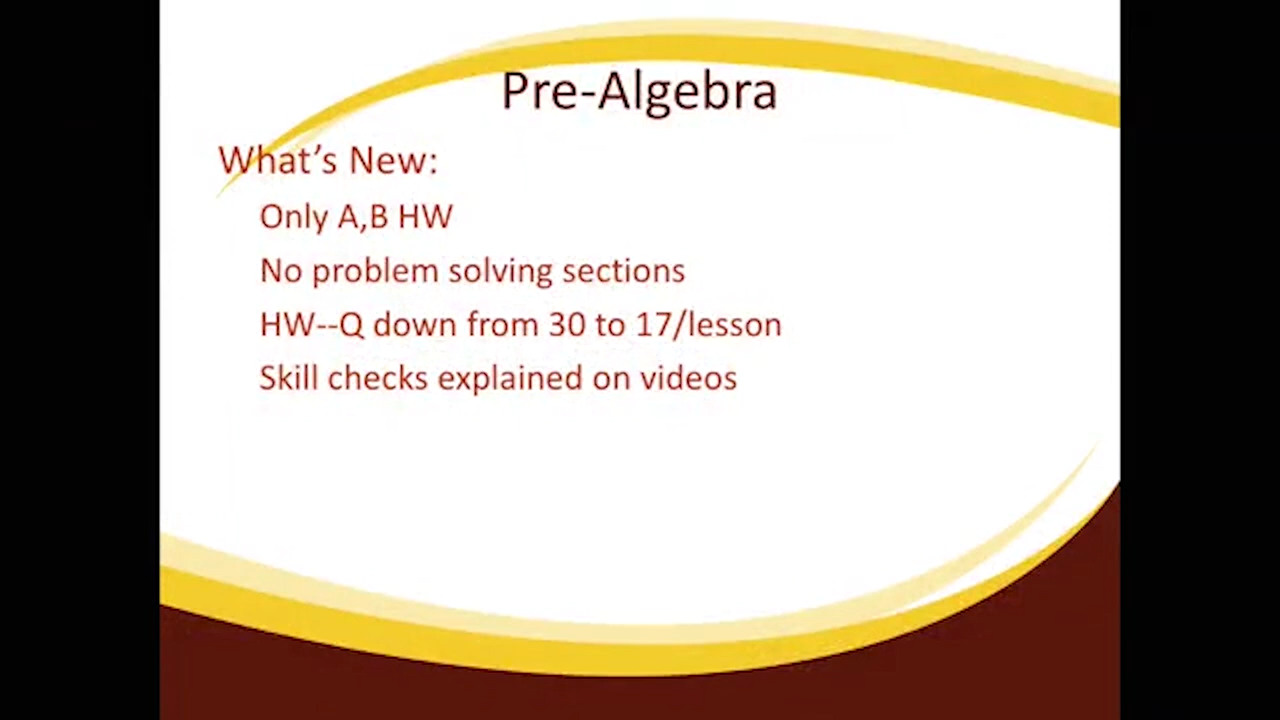 Pre-Algebra
What’s New:
Only A,B HW
No problem solving sections
HW--Q down from 30 to 17/lesson
Skill checks explained on videos